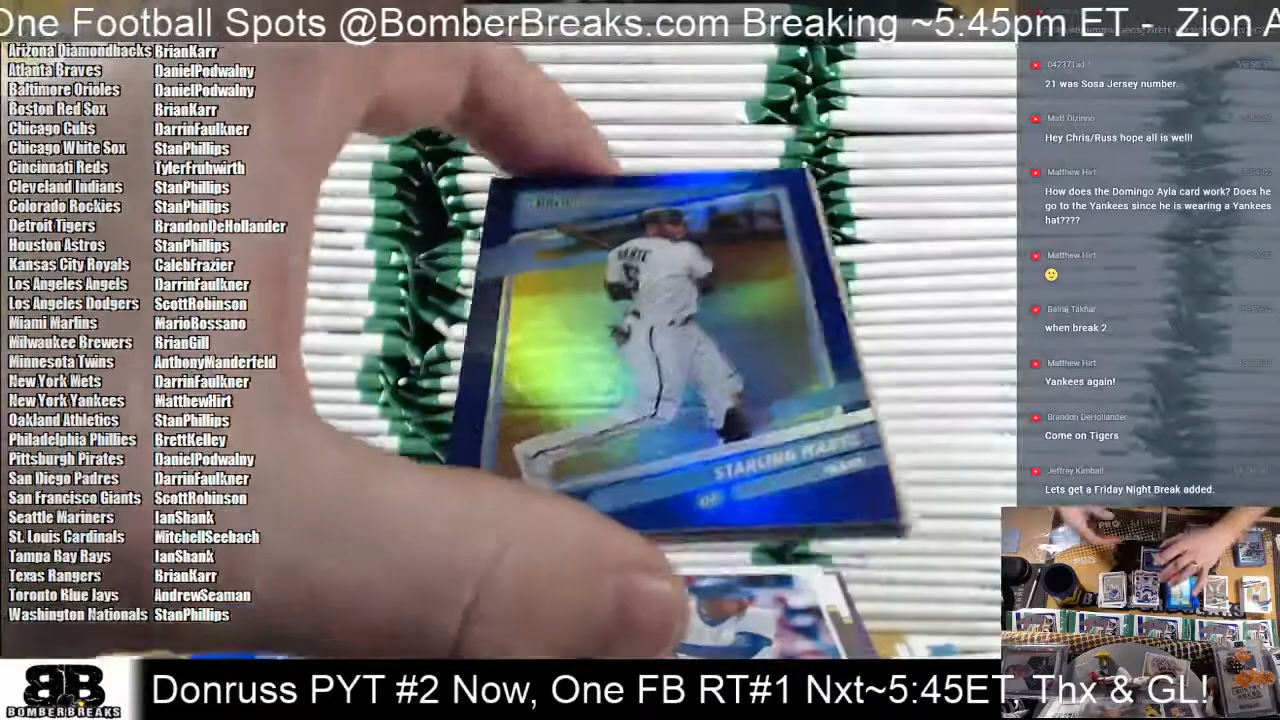 One Football Spots @BomberBreaks.com Breaking ~5:45pm ET - Zion A
Arizona Diamondbacks BrianKarr
Atlanta Braves DanielPodwalny
Baltimore Orioles DanielPodwalny
Boston Red Sox BrianKarr
Chicago Cubs DarrinFaulkner
Chicago White Sox StanPhillips
Cincinnati Reds TylerFruhwirth
Cleveland Indians StanPhillips
Colorado Rockies StanPhillips
Detroit Tigers BrandonDeHollander
Houston Astros StanPhillips
Kansas City Royals CalebFrazier
Los Angeles Angels DarrinFaulkner
Los Angeles Dodgers ScottRobinson
Miami Marlins MarioRossano
Milwaukee Brewers BrianGill
Minnesota Twins AnthonyManderfeld
New York Mets DarrinFaulkner
New York Yankees MatthewHirt
Oakland Athletics StanPhillips
Philadelphia Phillies BrettKelley
Pittsburgh Pirates DanielPodwalny
San Diego Padres DarrinFaulkner
San Francisco Giants ScottRobinson
Seattle Mariners IanShank
St. Louis Cardinals MitchellSeebach
Tampa Bay Rays IanShank
Texas Rangers BrianKarr
Toronto Blue Jays AndrewSeaman
Washington Nationals StanPhillips
MARTE
STARLING MARTE
OF
21 was Sosa Jersey number.
Matt Dizinno
Hey Chris/Russ hope all is well!
Matthew Hirt
How does the Domingo Ayla card work? Does he
go to the Yankees since he is wearing a Yankees
hat????
Matthew Hirt
Balraj Takhar
when break 2
Matthew Hirt
Yankees again!
Brandon DeHollander
Come on Tigers
Jeffrey Kimball
Lets get a Friday Night Break added.
BB
BOMBERBREAKS
Donruss PYT #2 Now, One FB RT#1 Nxt~5:45ET. Thx & GL!